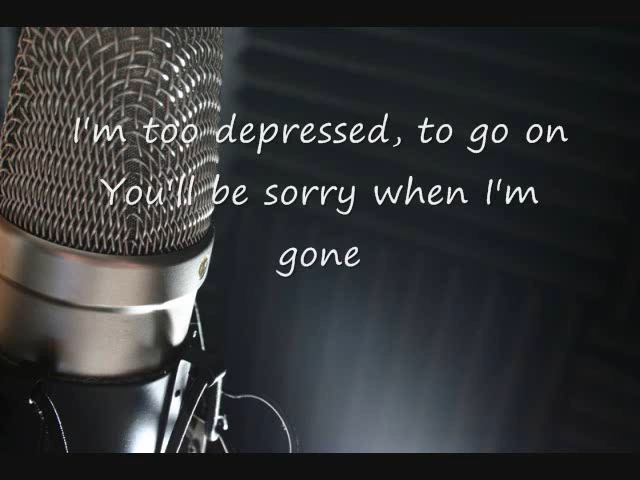 I'm too depressed, to go on
You'll be sorry when I'm
gone